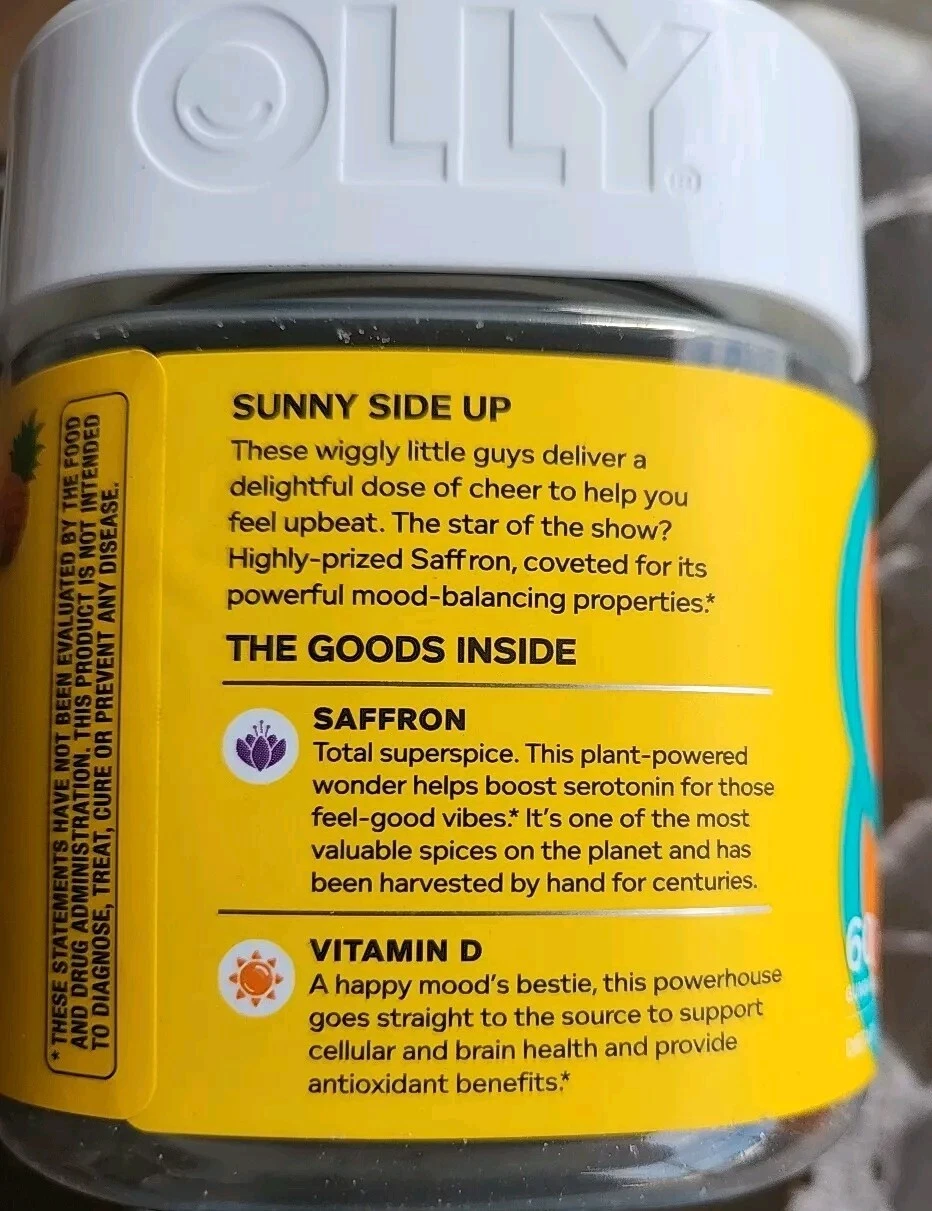 OLLY®
SUNNY SIDE UP
These wiggly little guys deliver a
delightful dose of cheer to help you
feel upbeat. The star of the show?
Highly-prized Saffron, coveted for its
powerful mood-balancing properties.*
THE GOODS INSIDE
SAFFRON
Total superspice. This plant-powered
wonder helps boost serotonin for those
feel-good vibes.* It's one of the most
valuable spices on the planet and has
been harvested by hand for centuries.
VITAMIN D
A happy mood's bestie, this powerhouse
goes straight to the source to support
cellular and brain health and provide
antioxidant benefits.*
* THESE STATEMENTS HAVE NOT BEEN EVALUATED BY THE FOOD
AND DRUG ADMINISTRATION. THIS PRODUCT IS NOT INTENDED
TO DIAGNOSE, TREAT, CURE OR PREVENT ANY DISEASE.